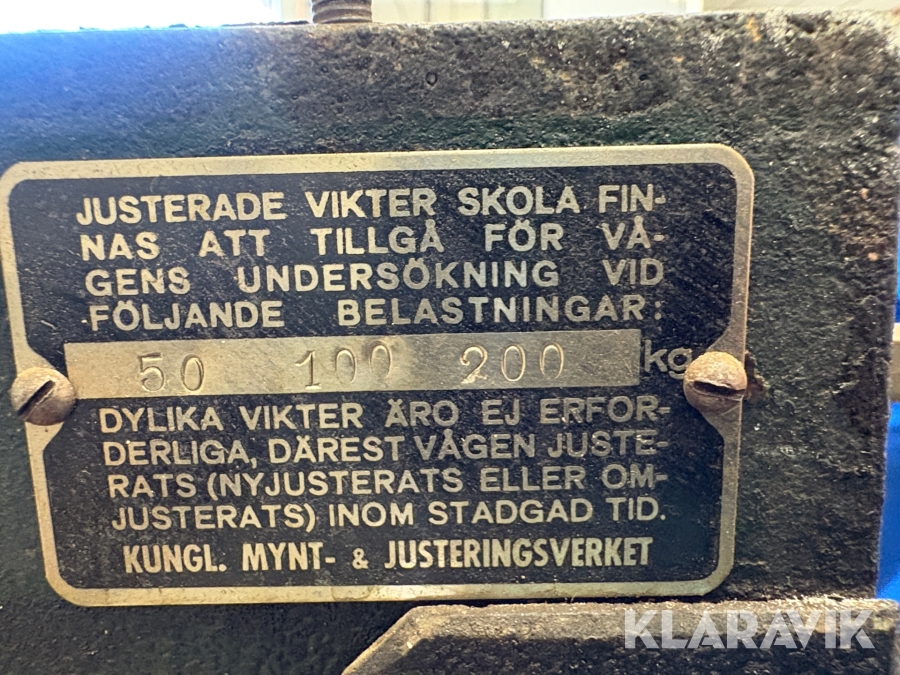 JUSTERADE VIKTER SKOLA FIN-
NAS ATT TILLGÅ FÖR VÅ-
GENS UNDERSÖKNING VID
FÖLJANDE BELASTNINGAR:
50 100 200 kg
DYLIKA VIKTER ÄRO EJ ERFOR-
DERLIGA, DÄREST VÅGEN JUSTE-
RATS (NYJUSTERATS ELLER OM-
JUSTERATS) INOM STADGAD TID.
KUNGL. MYNT- & JUSTERINGSVERKET
KLARAVIK